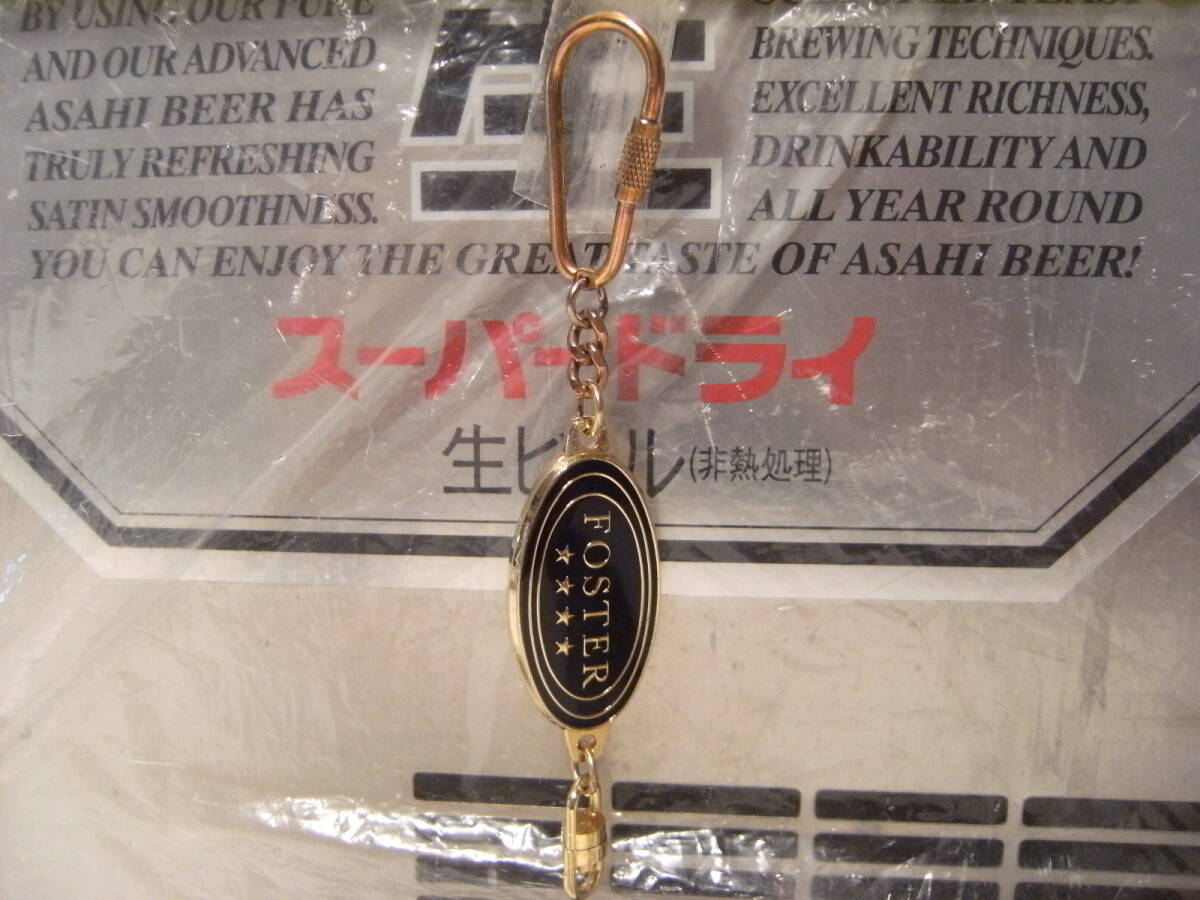 BY USING OUR PURE
AND OUR ADVANCED
ASAHI BEER HAS
TRULY REFRESHING
SATIN SMOOTHNESS.
YEAST
BREWING TECHNIQUES.
EXCELLENT RICHNESS,
DRINKABILITY AND
ALL YEAR ROUND
YOU CAN ENJOY THE GREAT TASTE OF ASAHI BEER!
スーパードライ
生ビール(非熱処理)
FOSTER
★★★★